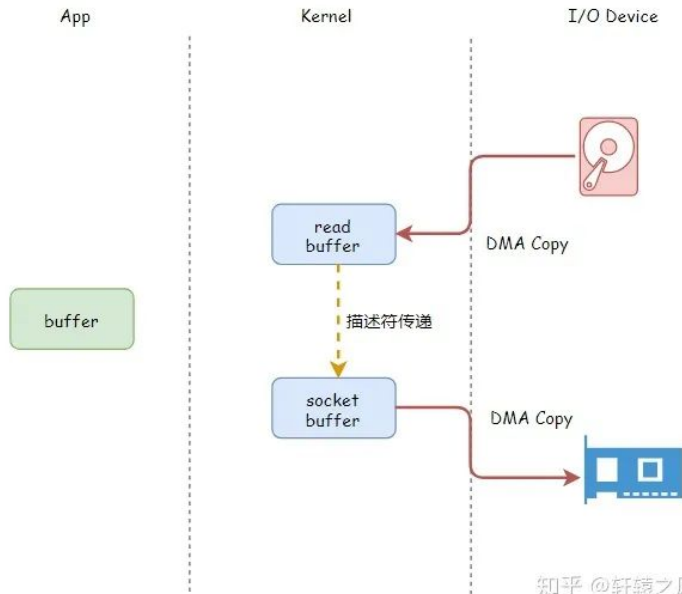 App
Kernel
I/O Device
read
buffer
DMA Copy
buffer
描述符传递
socket
buffer
DMA Copy
知乎 @轩辕之